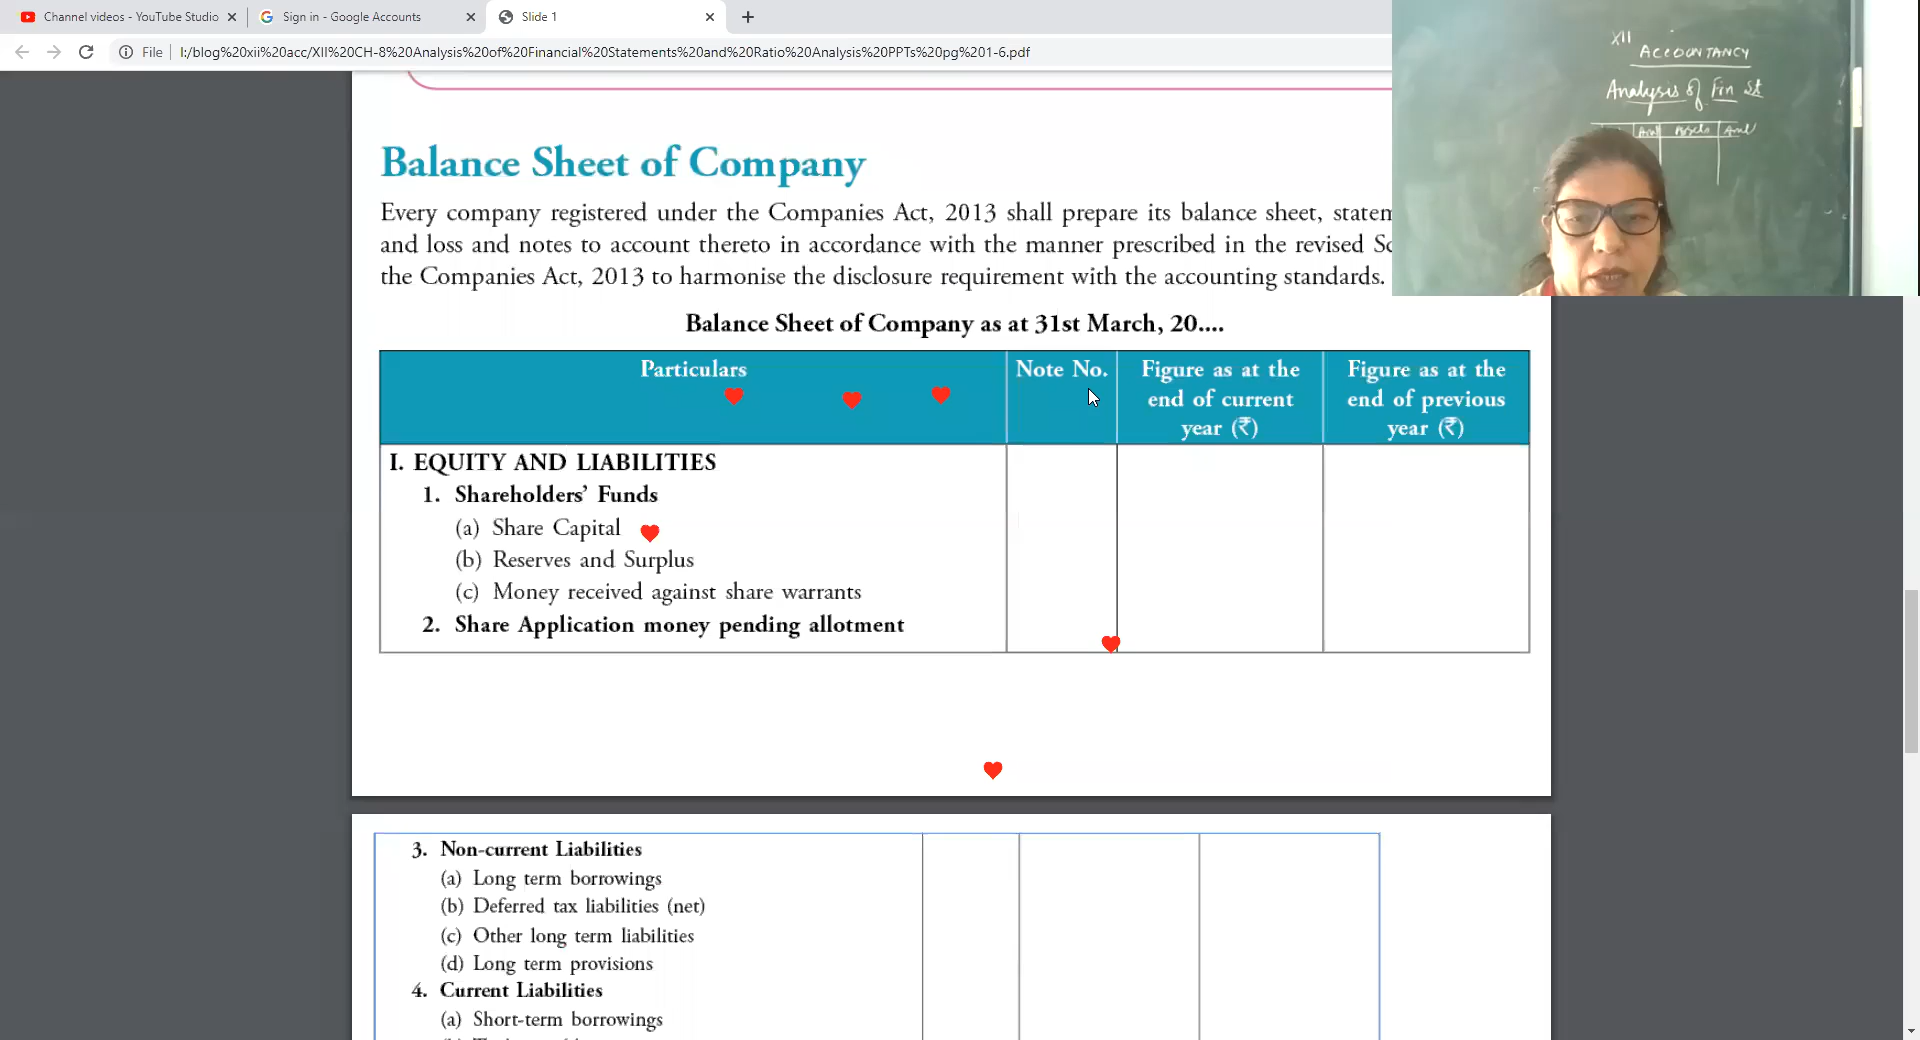 Channel videos - YouTube Studio
Sign in - Google Accounts
Slide 1
File
I:/blog%20xii%20acc/XII%20CH-8%20Analysis%20of%20Financial%20Statements%20and%20Ratio%20Analysis%20PPTs%20pg%201-6.pdf
XII
ACCOUNTANCY
Analysis of Fin St
Assets Amt
Balance Sheet of Company
Every company registered under the Companies Act, 2013 shall prepare its balance sheet,
and loss and notes to account thereto in accordance with the manner prescribed in the revised
the Companies Act, 2013 to harmonise the disclosure requirement with the accounting standards.
Balance Sheet of Company as at 31st March, 20....
Particulars
Note No.
Figure as at the
end of current
year (₹)
Figure as at the
end of previous
year (₹)
I. EQUITY AND LIABILITIES
1. Shareholders' Funds
(a) Share Capital
(b) Reserves and Surplus
(c) Money received against share warrants
2. Share Application money pending allotment
3. Non-current Liabilities
(a) Long term borrowings
(b) Deferred tax liabilities (net)
(c) Other long term liabilities
(d) Long term provisions
4. Current Liabilities
(a) Short-term borrowings